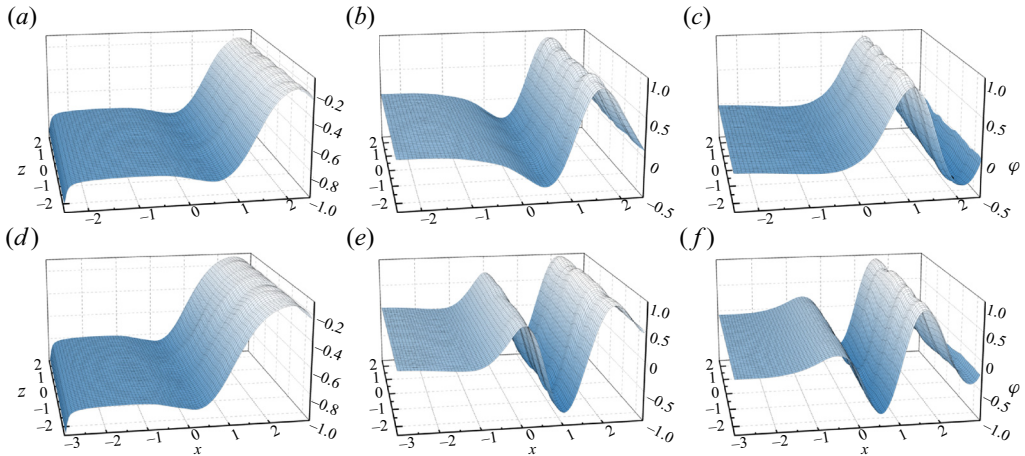 (a) (b) (c)
−0.2 1.0 1.0
−0.4 0.5 0.5
−0.6
−0.8 0 0 φ
−1.0 −0.5 −0.5
z 2 1 0 −1 −2 2 1 0 −1 −2 2 1 0 −1 −2
−2 −1 0 1 2 −2 −1 0 1 2 −2 −1 0 1 2
(d) (e) (f)
−0.2 1.0 1.0
−0.4 0.5 0.5
−0.6 0 0
−0.8 −0.5 −0.5 φ
−1.0 −1.0 −1.0
z 2 1 0 −1 −2 2 1 0 −1 −2 2 1 0 −1 −2
−3 −2 −1 0 1 2 −3 −2 −1 0 1 2 −3 −2 −1 0 1 2
x x x